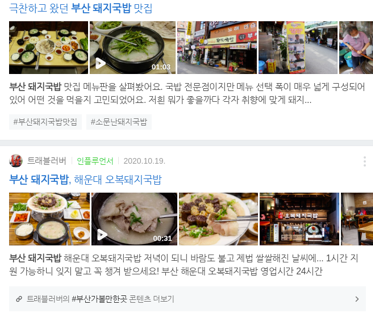 극찬하고 왔던 부산 돼지국밥 맛집
01:03
부산 돼지국밥 맛집 메뉴판을 살펴봤어요. 국밥 전문점이지만 메뉴 선택 폭이 매우 넓게 구성되어
있어 어떤 것을 먹을지 고민되었어요. 저흰 뭐가 좋을까다 각자 취향에 맞게 돼지...
#부산돼지국밥맛집 #소문난돼지국밥
트래블러버 인플루언서 2020.10.19.
부산 돼지국밥, 해운대 오복돼지국밥
00:31
오복돼지국밥
부산 돼지국밥 해운대 오복돼지국밥 저녁이 되니 바람도 불고 제법 쌀쌀해진 날씨에... 1시간 지
원 가능하니 잊지 말고 꼭 챙겨 받으세요! 부산 해운대 오복돼지국밥 영업시간 24시간
트래블러버의 #부산가볼만한곳 콘텐츠 더보기